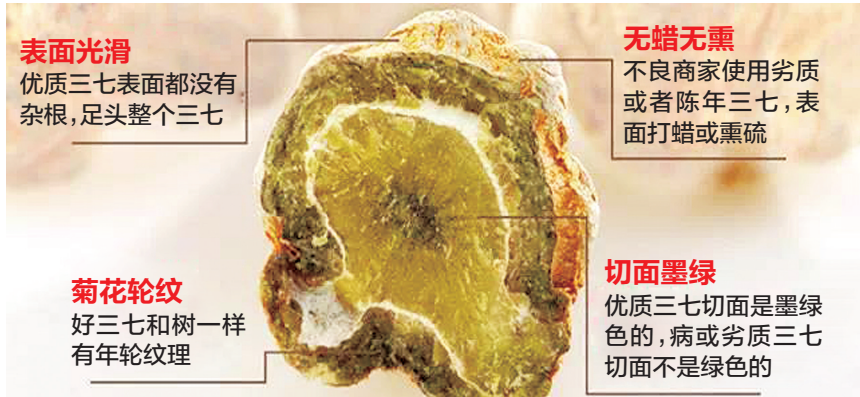 表面光滑
优质三七表面都没有
杂根，足头整个三七
无蜡无熏
不良商家使用劣质
或者陈年三七，表
面打蜡或熏硫
菊花轮纹
好三七和树一样
有年轮纹理
切面墨绿
优质三七切面是墨绿
色的，病或劣质三七
切面不是绿色的